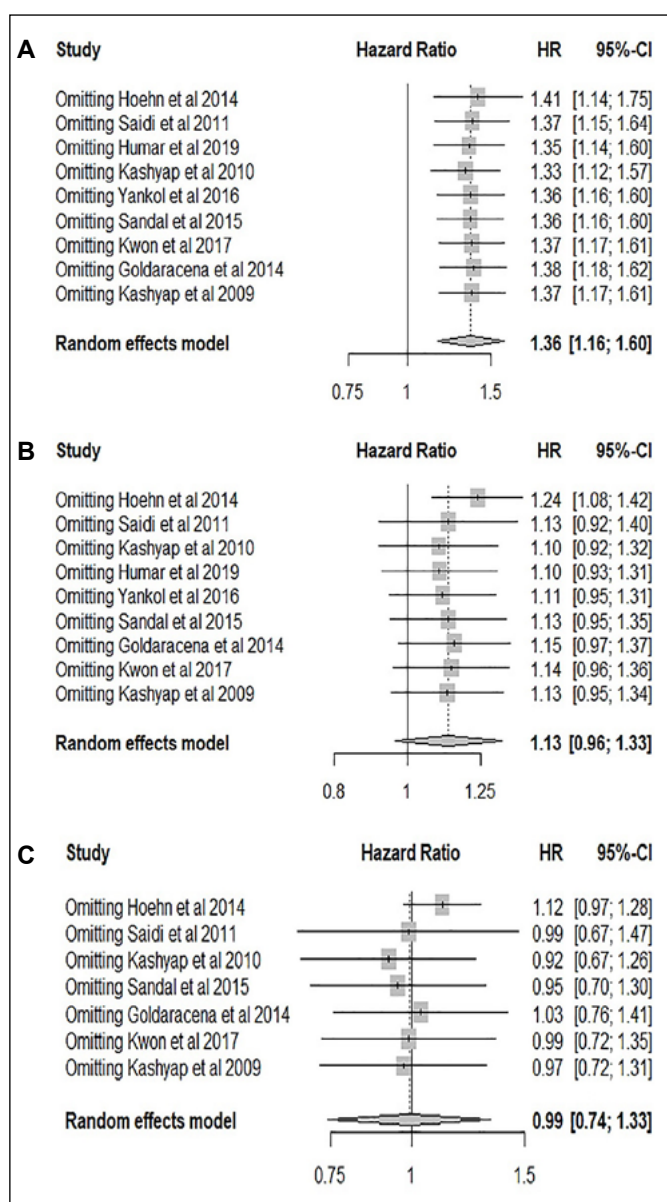 A Study Hazard Ratio HR 95%-CI
Omitting Hoehn et al 2014 1.41 [1.14; 1.75]
Omitting Saidi et al 2011 1.37 [1.15; 1.64]
Omitting Humar et al 2019 1.35 [1.14; 1.60]
Omitting Kashyap et al 2010 1.33 [1.12; 1.57]
Omitting Yankol et al 2016 1.36 [1.16; 1.60]
Omitting Sandal et al 2015 1.36 [1.16; 1.60]
Omitting Kwon et al 2017 1.37 [1.17; 1.61]
Omitting Goldaracena et al 2014 1.38 [1.18; 1.62]
Omitting Kashyap et al 2009 1.37 [1.17; 1.61]
Random effects model 1.36 [1.16; 1.60]
0.75 1 1.5
B Study Hazard Ratio HR 95%-CI
Omitting Hoehn et al 2014 1.24 [1.08; 1.42]
Omitting Saidi et al 2011 1.13 [0.92; 1.40]
Omitting Kashyap et al 2010 1.10 [0.92; 1.32]
Omitting Humar et al 2019 1.10 [0.93; 1.31]
Omitting Yankol et al 2016 1.11 [0.95; 1.31]
Omitting Sandal et al 2015 1.13 [0.95; 1.35]
Omitting Goldaracena et al 2014 1.15 [0.97; 1.37]
Omitting Kwon et al 2017 1.14 [0.96; 1.36]
Omitting Kashyap et al 2009 1.13 [0.95; 1.34]
Random effects model 1.13 [0.96; 1.33]
0.8 1 1.25
C Study Hazard Ratio HR 95%-CI
Omitting Hoehn et al 2014 1.12 [0.97; 1.28]
Omitting Saidi et al 2011 0.99 [0.67; 1.47]
Omitting Kashyap et al 2010 0.92 [0.67; 1.26]
Omitting Sandal et al 2015 0.95 [0.70; 1.30]
Omitting Goldaracena et al 2014 1.03 [0.76; 1.41]
Omitting Kwon et al 2017 0.99 [0.72; 1.35]
Omitting Kashyap et al 2009 0.97 [0.72; 1.31]
Random effects model 0.99 [0.74; 1.33]
0.75 1 1.5